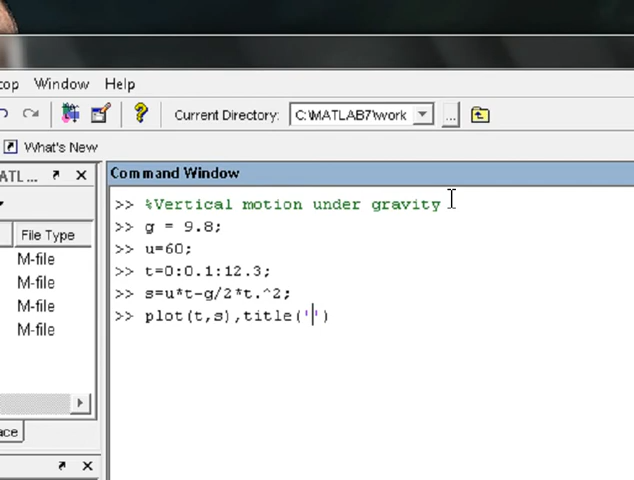 top Window Help
Current Directory: C:\MATLAB7\work ...
What's New
ATL... Command Window
>> %Vertical motion under gravity
>> g = 9.8;
File Type
>> u=60;
M-file
>> t=0:0.1:12.3;
M-file
>> s=u*t-g/2*t.^2;
M-file
>> plot(t,s),title('')
M-file
ace